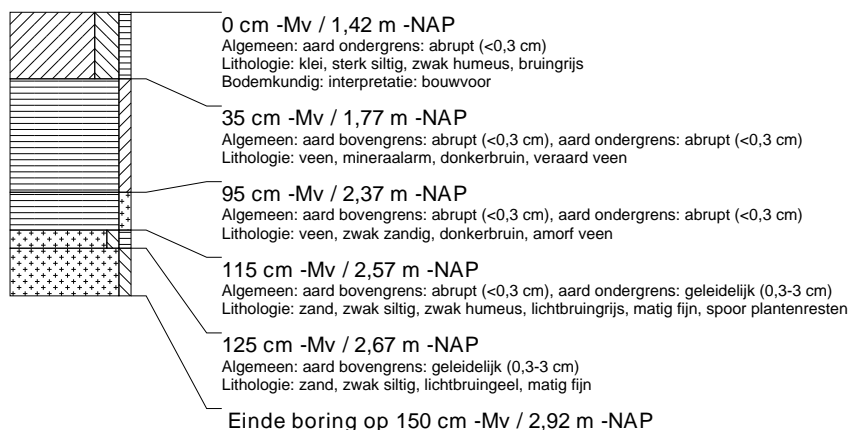 0 cm -Mv / 1,42 m -NAP
Algemeen: aard ondergrens: abrupt (<0,3 cm)
Lithologie: klei, sterk siltig, zwak humeus, bruingrijs
Bodemkundig: interpretatie: bouwvoor
35 cm -Mv / 1,77 m -NAP
Algemeen: aard bovengrens: abrupt (<0,3 cm), aard ondergrens: abrupt (<0,3 cm)
Lithologie: veen, mineraalarm, donkerbruin, veraard veen
95 cm -Mv / 2,37 m -NAP
Algemeen: aard bovengrens: abrupt (<0,3 cm), aard ondergrens: abrupt (<0,3 cm)
Lithologie: veen, zwak zandig, donkerbruin, amorf veen
115 cm -Mv / 2,57 m -NAP
Algemeen: aard bovengrens: abrupt (<0,3 cm), aard ondergrens: geleidelijk (0,3-3 cm)
Lithologie: zand, zwak siltig, zwak humeus, lichtbruingrijs, matig fijn, spoor plantenresten
125 cm -Mv / 2,67 m -NAP
Algemeen: aard bovengrens: geleidelijk (0,3-3 cm)
Lithologie: zand, zwak siltig, lichtbruingeel, matig fijn
Einde boring op 150 cm -Mv / 2,92 m -NAP